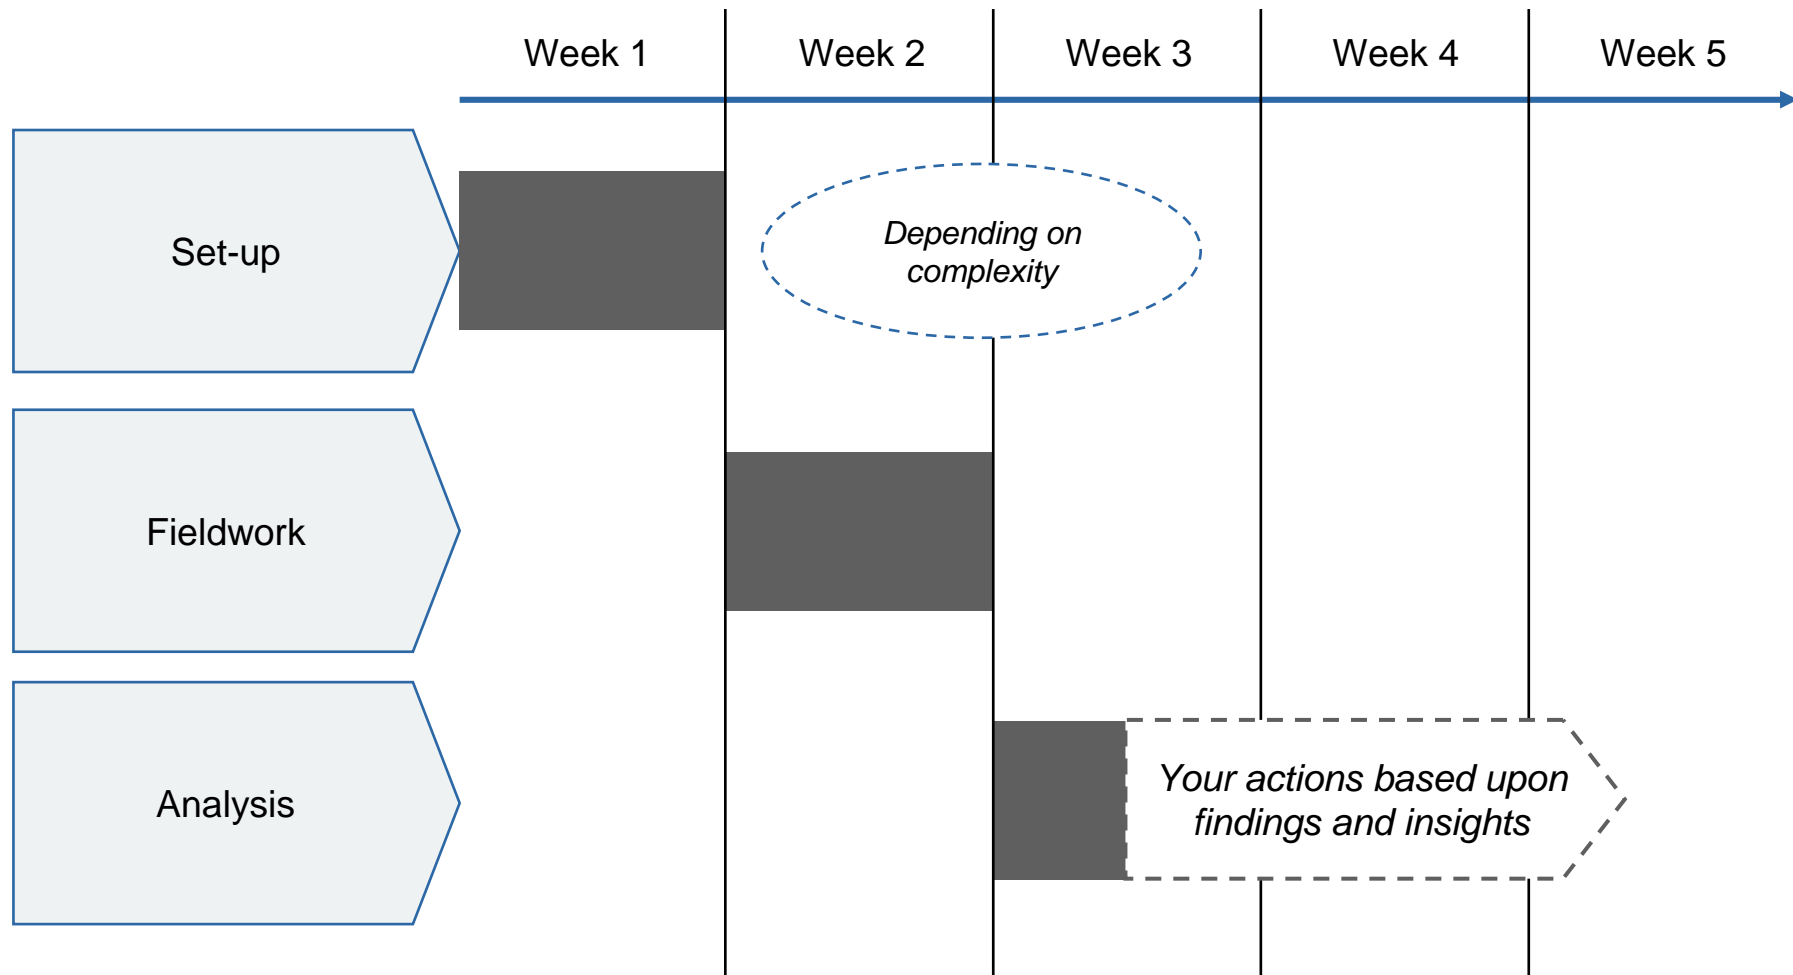 Week 1
Week 2
Week 3
Week 4
Week 5
Set-up
Depending on
complexity
Fieldwork
Analysis
Your actions based upon
findings and insights